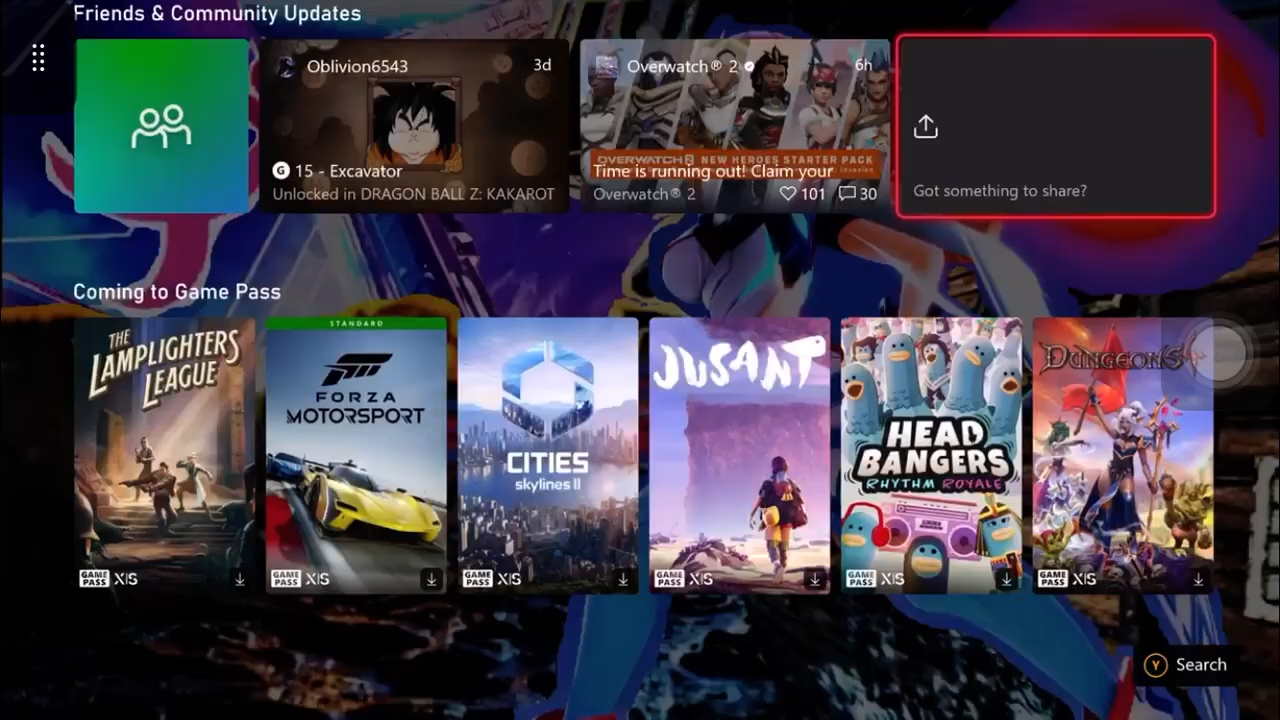 Friends & Community Updates
Oblivion6543
3d
G 15 - Excavator
Unlocked in DRAGON BALL Z: KAKAROT
Overwatch® 2
6h
OVERWATCH 2 NEW HEROES STARTER PACK
Time is running out! Claim your
Overwatch® 2
101
30
Got something to share?
Coming to Game Pass
THE
LAMPLIGHTERS
LEAGUE
GAME PASS X|S
STANDARD
FORZA
MOTORSPORT
GAME PASS X|S
CITIES
skylines II
GAME PASS X|S
JUSANT
GAME PASS X|S
HEAD
BANGERS
RHYTHM ROYALE
GAME PASS X|S
DUNGEONS
GAME PASS X|S
Y Search